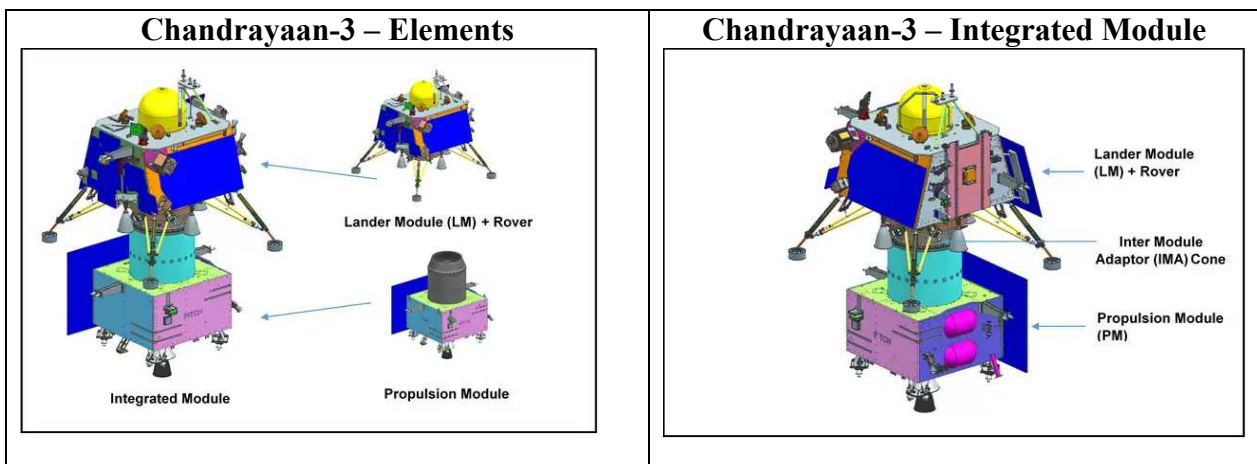 Chandrayaan-3 – Elements
Lander Module (LM) + Rover
PITCH
Integrated Module
Propulsion Module
Chandrayaan-3 – Integrated Module
Lander Module
(LM) + Rover
Inter Module
Adaptor (IMA) Cone
Propulsion Module
(PM)